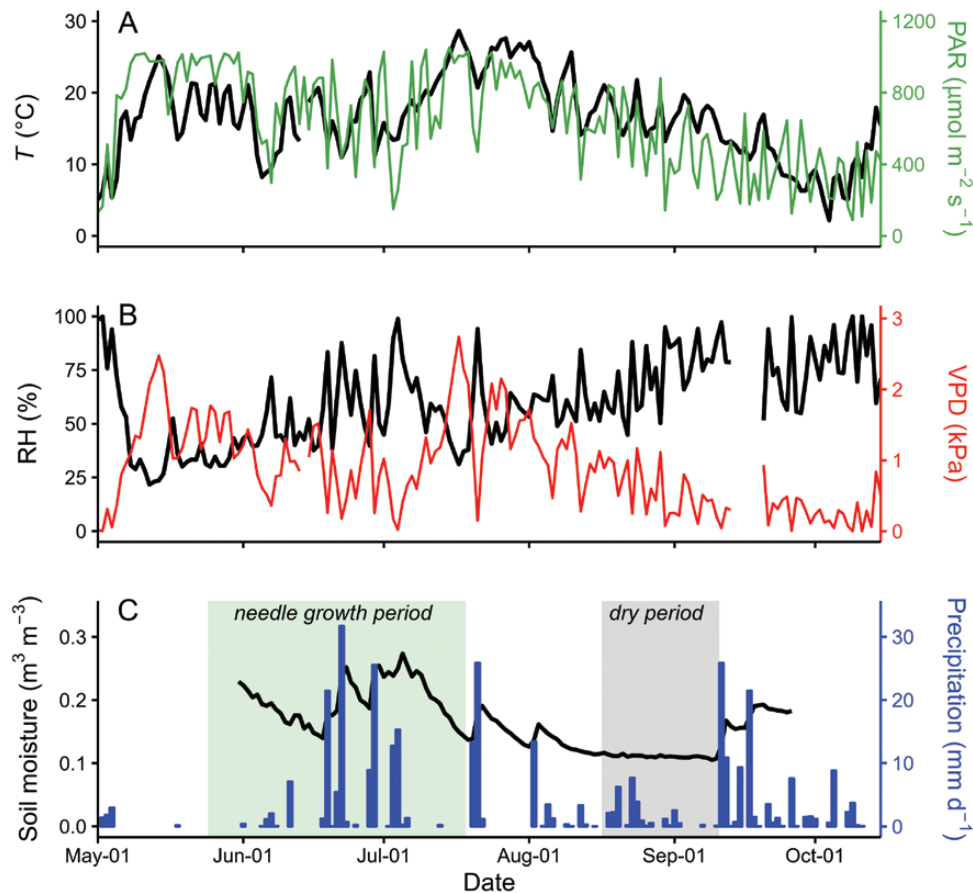 A
30
20
10
0
T (°C)
1200
800
400
0
PAR (µmol m⁻² s⁻¹)
B
100
75
50
25
0
RH (%)
3
2
1
0
VPD (kPa)
C
needle growth period
dry period
0.3
0.2
0.1
0.0
Soil moisture (m³ m⁻³)
30
20
10
0
Precipitation (mm d⁻¹)
May-01 Jun-01 Jul-01 Aug-01 Sep-01 Oct-01
Date